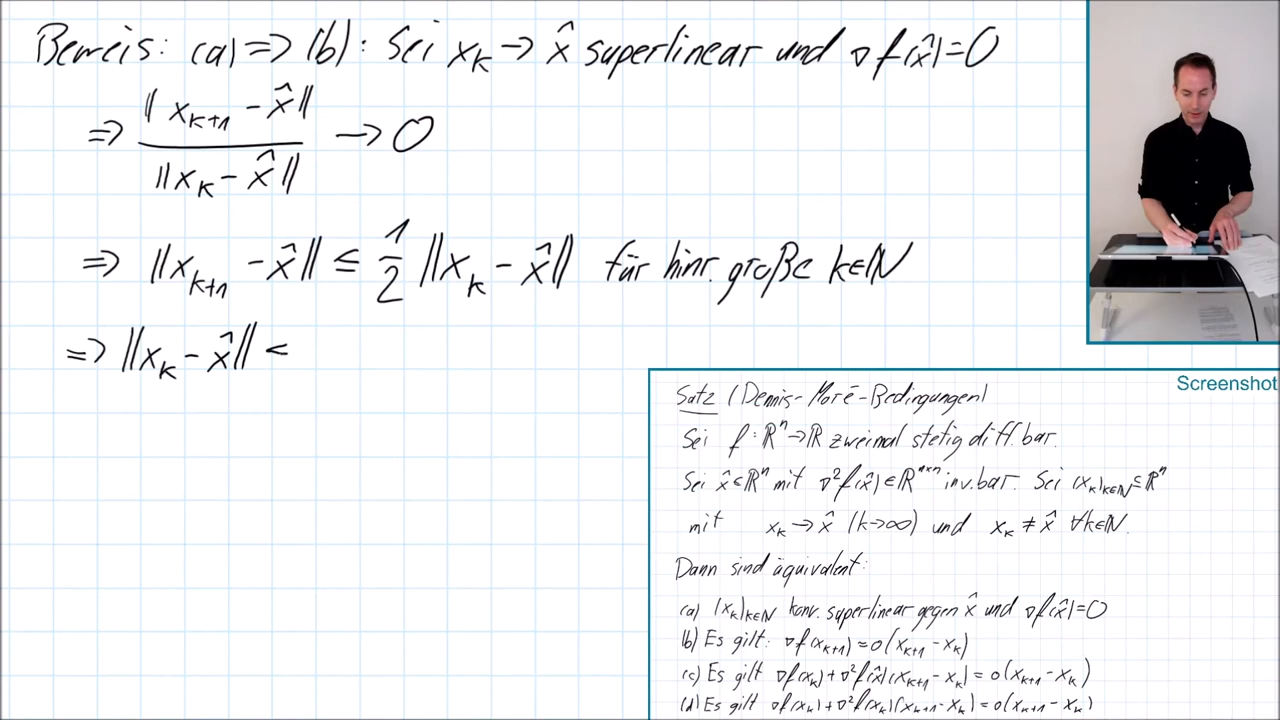 Beweis: (a) => (b): Sei x_k → x̂ superlinear und ∇f(x̂)=0
=> ‖x_{k+1} - x̂‖ / ‖x_k - x̂‖ → 0
=> ‖x_{k+1} - x̂‖ ≤ 1/2 ‖x_k - x̂‖ für hinr. große k∈ℕ
=> ‖x_k - x̂‖ <
Screenshot
Satz (Dennis-Moré-Bedingungen)
Sei f: ℝ^n → ℝ zweimal stetig diff.bar.
Sei x̂∈ℝ^n mit ∇²f(x̂)∈ℝ^{n×n} inv.bar. Sei (x_k)_{k∈ℕ} ⊆ ℝ^n
mit x_k → x̂ (k→∞) und x_k ≠ x̂ ∀k∈ℕ.
Dann sind äquivalent:
(a) (x_k)_{k∈ℕ} konv. superlinear gegen x̂ und ∇f(x̂)=0
(b) Es gilt: ∇f(x_{k+1}) = o(x_{k+1} - x_k)
(c) Es gilt ∇f(x_k) + ∇²f(x̂)(x_{k+1} - x_k) = o(x_{k+1} - x_k)
(d) Es gilt ∇f(x_k) + ∇²f(x_k)(x_{k+1} - x_k) = o(x_{k+1} - x_k)